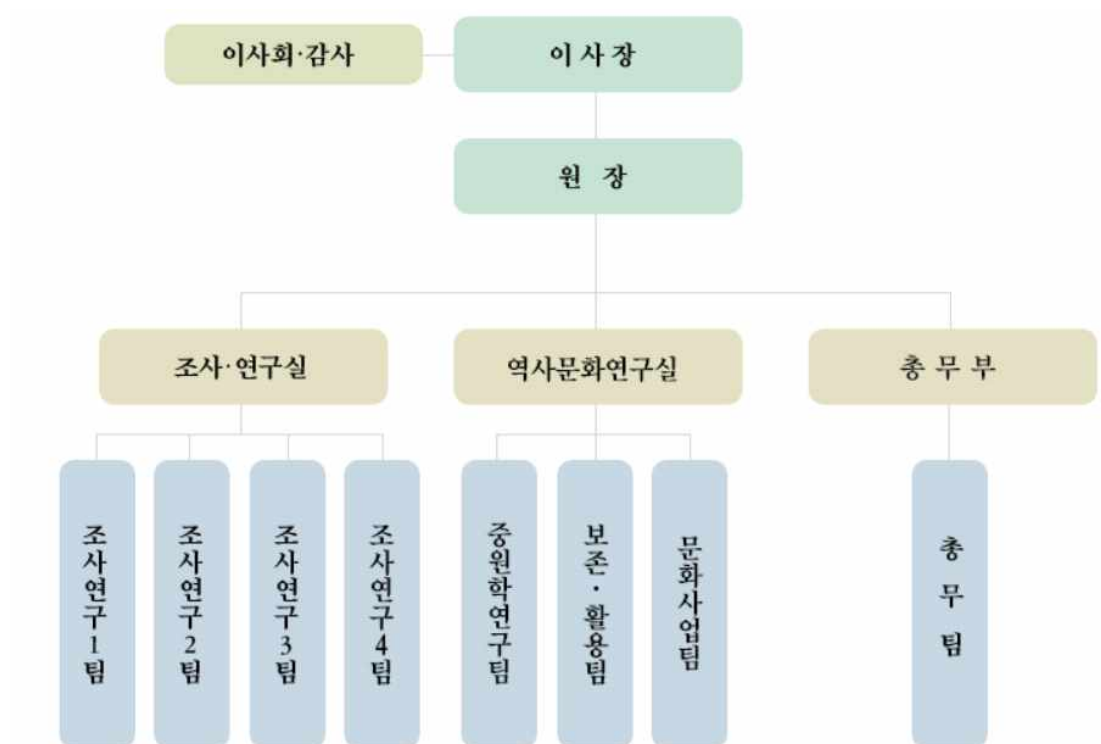 이사회·감사
이 사 장
원 장
조사·연구실
역사문화연구실
총 무 부
조사연구1팀
조사연구2팀
조사연구3팀
조사연구4팀
중원학연구팀
보존·활용팀
문화사업팀
총 무 팀